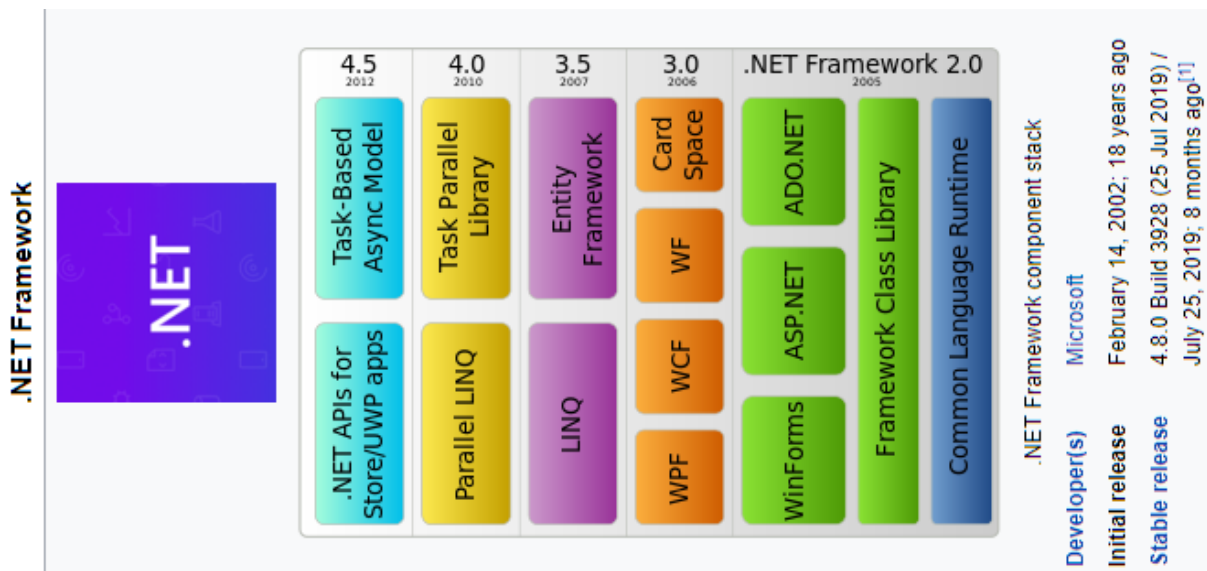 .NET Framework
.NET
4.5
2012
.NET APIs for
Store/UWP apps
Task-Based
Async Model
4.0
2010
Parallel LINQ
Task Parallel
Library
3.5
2007
LINQ
Entity
Framework
3.0
2006
WPF
WCF
WF
Card
Space
.NET Framework 2.0
2005
WinForms
ASP.NET
ADO.NET
Framework Class Library
Common Language Runtime
.NET Framework component stack
Developer(s) Microsoft
Initial release February 14, 2002; 18 years ago
Stable release 4.8.0 Build 3928 (25 Jul 2019) /
July 25, 2019; 8 months ago[1]